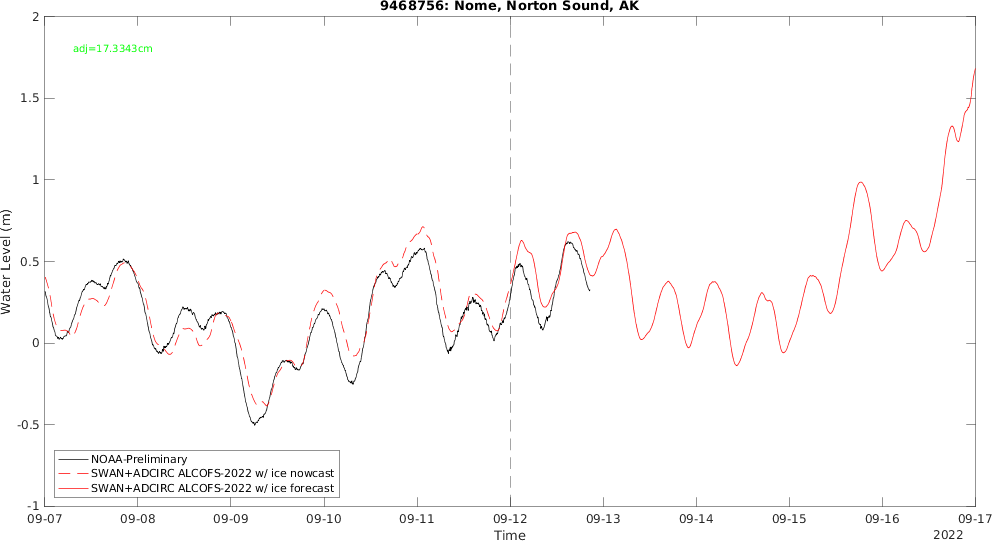 9468756: Nome, Norton Sound, AK
adj=17.3343cm
Water Level (m)
2
1.5
1
0.5
0
-0.5
-1
NOAA-Preliminary
SWAN+ADCIRC ALCOFS-2022 w/ ice nowcast
SWAN+ADCIRC ALCOFS-2022 w/ ice forecast
09-07 09-08 09-09 09-10 09-11 09-12 09-13 09-14 09-15 09-16 09-17
Time
2022